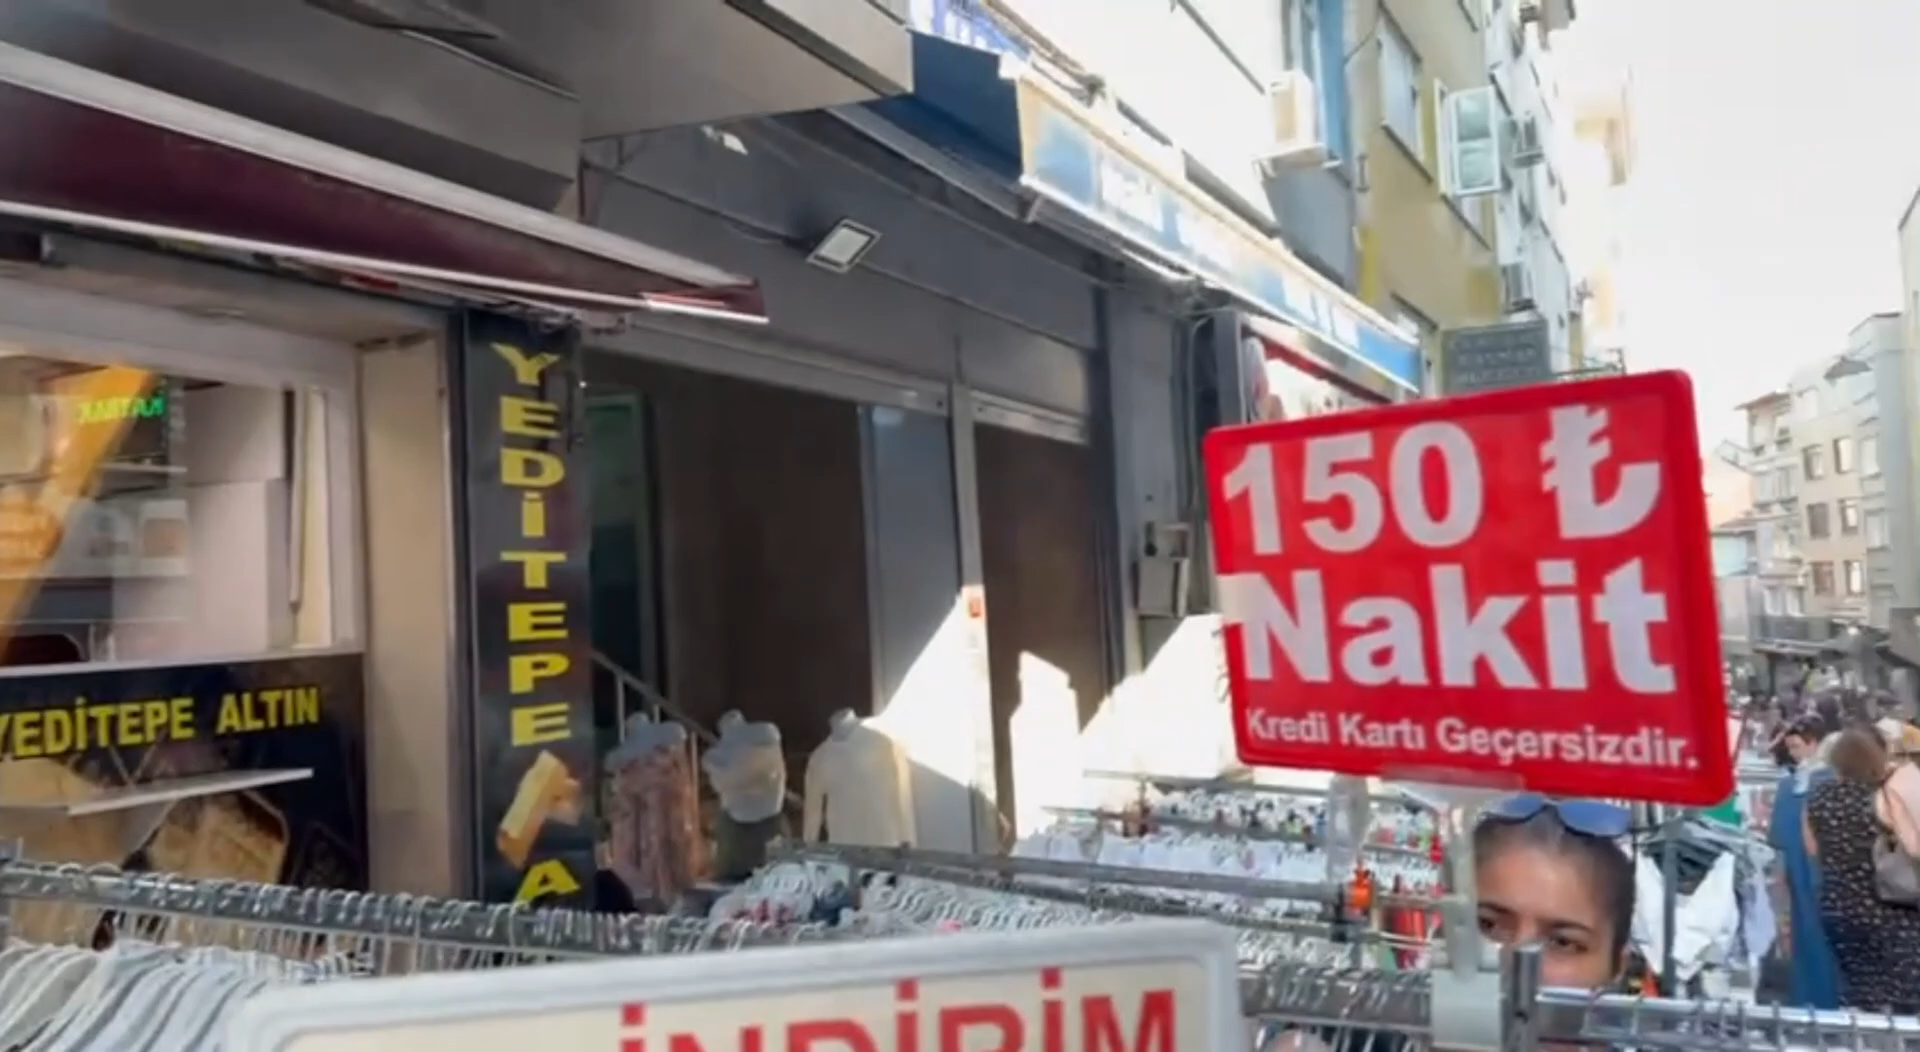 YEDİTEPE A
YEDİTEPE ALTIN
150 ₺
Nakit
Kredi Kartı Geçersizdir.
İNDİRİM